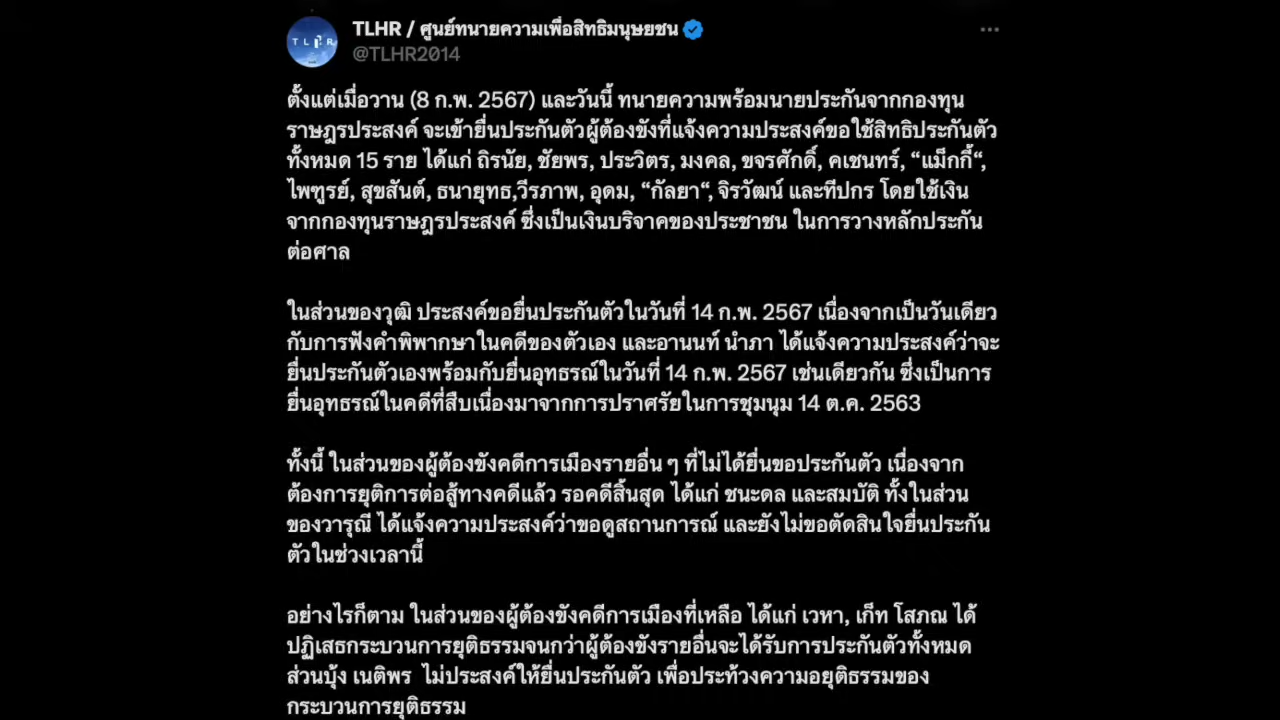 TLHR / ศูนย์ทนายความเพื่อสิทธิมนุษยชน
@TLHR2014
TLHR
ตั้งแต่เมื่อวาน (8 ก.พ. 2567) และวันนี้ ทนายความพร้อมนายประกันจากกองทุน
ราษฎรประสงค์ จะเข้ายื่นประกันตัวผู้ต้องขังที่แจ้งความประสงค์ขอใช้สิทธิประกันตัว
ทั้งหมด 15 ราย ได้แก่ ถิรนัย, ชัยพร, ประวิตร, มงคล, ขจรศักดิ์, คเชนทร์, “แม็กกี้“,
ไพฑูรย์, สุขสันต์, ธนายุทธ,วีรภาพ, อุดม, “กัลยา“, จิรวัฒน์ และทีปกร โดยใช้เงิน
จากกองทุนราษฎรประสงค์ ซึ่งเป็นเงินบริจาคของประชาชน ในการวางหลักประกัน
ต่อศาล
ในส่วนของวุฒิ ประสงค์ขอยื่นประกันตัวในวันที่ 14 ก.พ. 2567 เนื่องจากเป็นวันเดียว
กับการฟังคำพิพากษาในคดีของตัวเอง และอานนท์ นำภา ได้แจ้งความประสงค์ว่าจะ
ยื่นประกันตัวเองพร้อมกับยื่นอุทธรณ์ในวันที่ 14 ก.พ. 2567 เช่นเดียวกัน ซึ่งเป็นการ
ยื่นอุทธรณ์ในคดีที่สืบเนื่องมาจากการปราศรัยในการชุมนุม 14 ต.ค. 2563
ทั้งนี้ ในส่วนของผู้ต้องขังคดีการเมืองรายอื่น ๆ ที่ไม่ได้ยื่นขอประกันตัว เนื่องจาก
ต้องการยุติการต่อสู้ทางคดีแล้ว รอคดีสิ้นสุด ได้แก่ ชนะดล และสมบัติ ทั้งในส่วน
ของวารุณี ได้แจ้งความประสงค์ว่าขอดูสถานการณ์ และยังไม่ขอตัดสินใจยื่นประกัน
ตัวในช่วงเวลานี้
อย่างไรก็ตาม ในส่วนของผู้ต้องขังคดีการเมืองที่เหลือ ได้แก่ เวหา, เก็ท โสภณ ได้
ปฏิเสธกระบวนการยุติธรรมจนกว่าผู้ต้องขังรายอื่นจะได้รับการประกันตัวทั้งหมด
ส่วนบุ้ง เนติพร  ไม่ประสงค์ให้ยื่นประกันตัว เพื่อประท้วงความอยุติธรรมของ
กระบวนการยุติธรรม